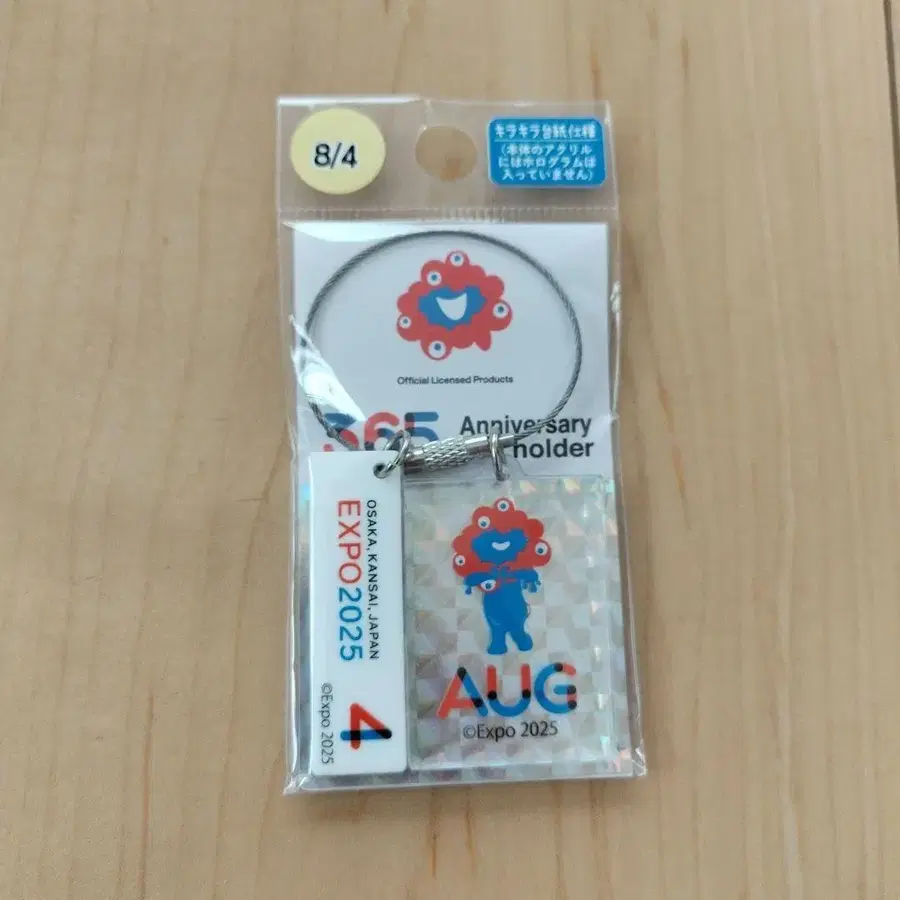 8/4
キラキラ台紙仕様
(本体のアクリル
にはホログラムは
入っていません)
Official Licensed Products
365
Anniversary
holder
OSAKA, KANSAI, JAPAN
EXPO2025
4
©Expo 2025
AUG
©Expo 2025